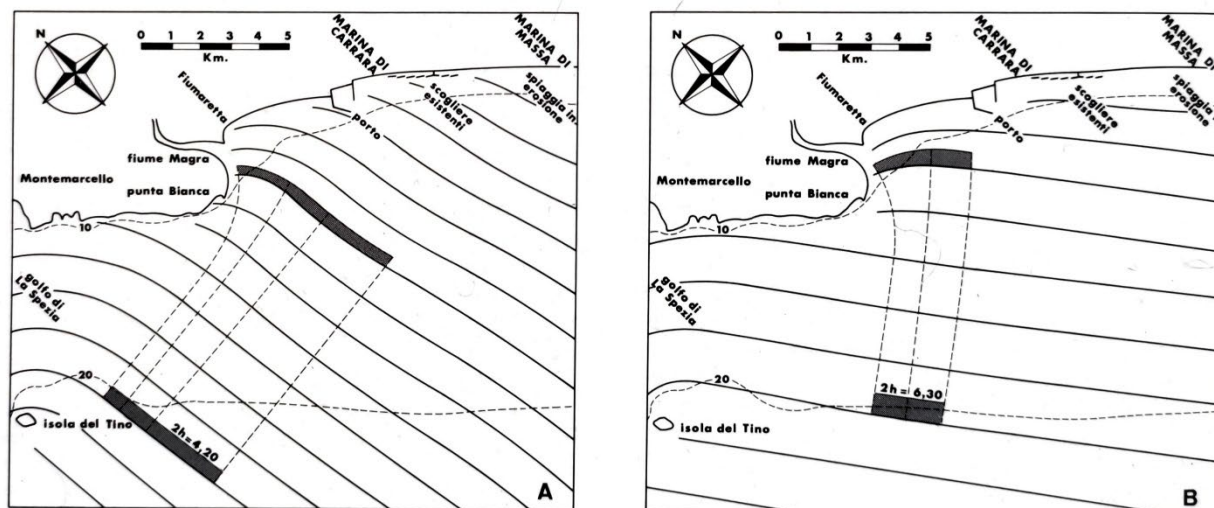 N
0 1 2 3 4 5
Km.
MARINA DI
CARRARA
MARINA DI
MASSA
Fiumaretta
scogliere
esistenti
spiaggia in
erosione
porto
fiume Magra
Montemarcello
punta Bianca
10
golfo di
La Spezia
20
isola del Tino
2h=4,20
A
N
0 1 2 3 4 5
Km.
MARINA DI
CARRARA
MARINA DI
MASSA
Fiumaretta
scogliere
esistenti
spiaggia in
erosione
porto
fiume Magra
Montemarcello
punta Bianca
10
golfo di
La Spezia
20
2h=6,30
isola del Tino
B